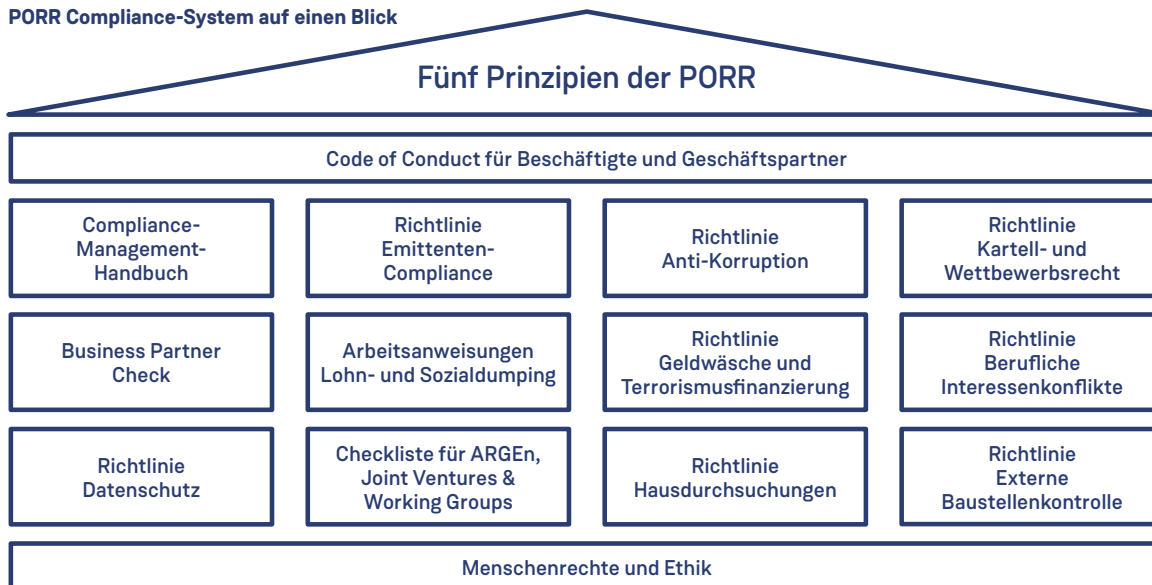 PORR Compliance-System auf einen Blick
Fünf Prinzipien der PORR
Code of Conduct für Beschäftigte und Geschäftspartner
Compliance-
Management-
Handbuch
Richtlinie
Emittenten-
Compliance
Richtlinie
Anti-Korruption
Richtlinie
Kartell- und
Wettbewerbsrecht
Business Partner
Check
Arbeitsanweisungen
Lohn- und Sozialdumping
Richtlinie
Geldwäsche und
Terrorismusfinanzierung
Richtlinie
Berufliche
Interessenkonflikte
Richtlinie
Datenschutz
Checkliste für ARGEn,
Joint Ventures &
Working Groups
Richtlinie
Hausdurchsuchungen
Richtlinie
Externe
Baustellenkontrolle
Menschenrechte und Ethik